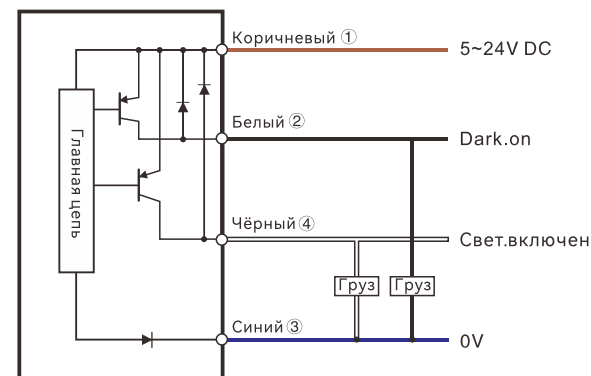 Коричневый ①
5~24V DC
Белый ②
Dark.on
Главная цепь
Чёрный ④
Свет.включен
Груз
Груз
Синий ③
0V